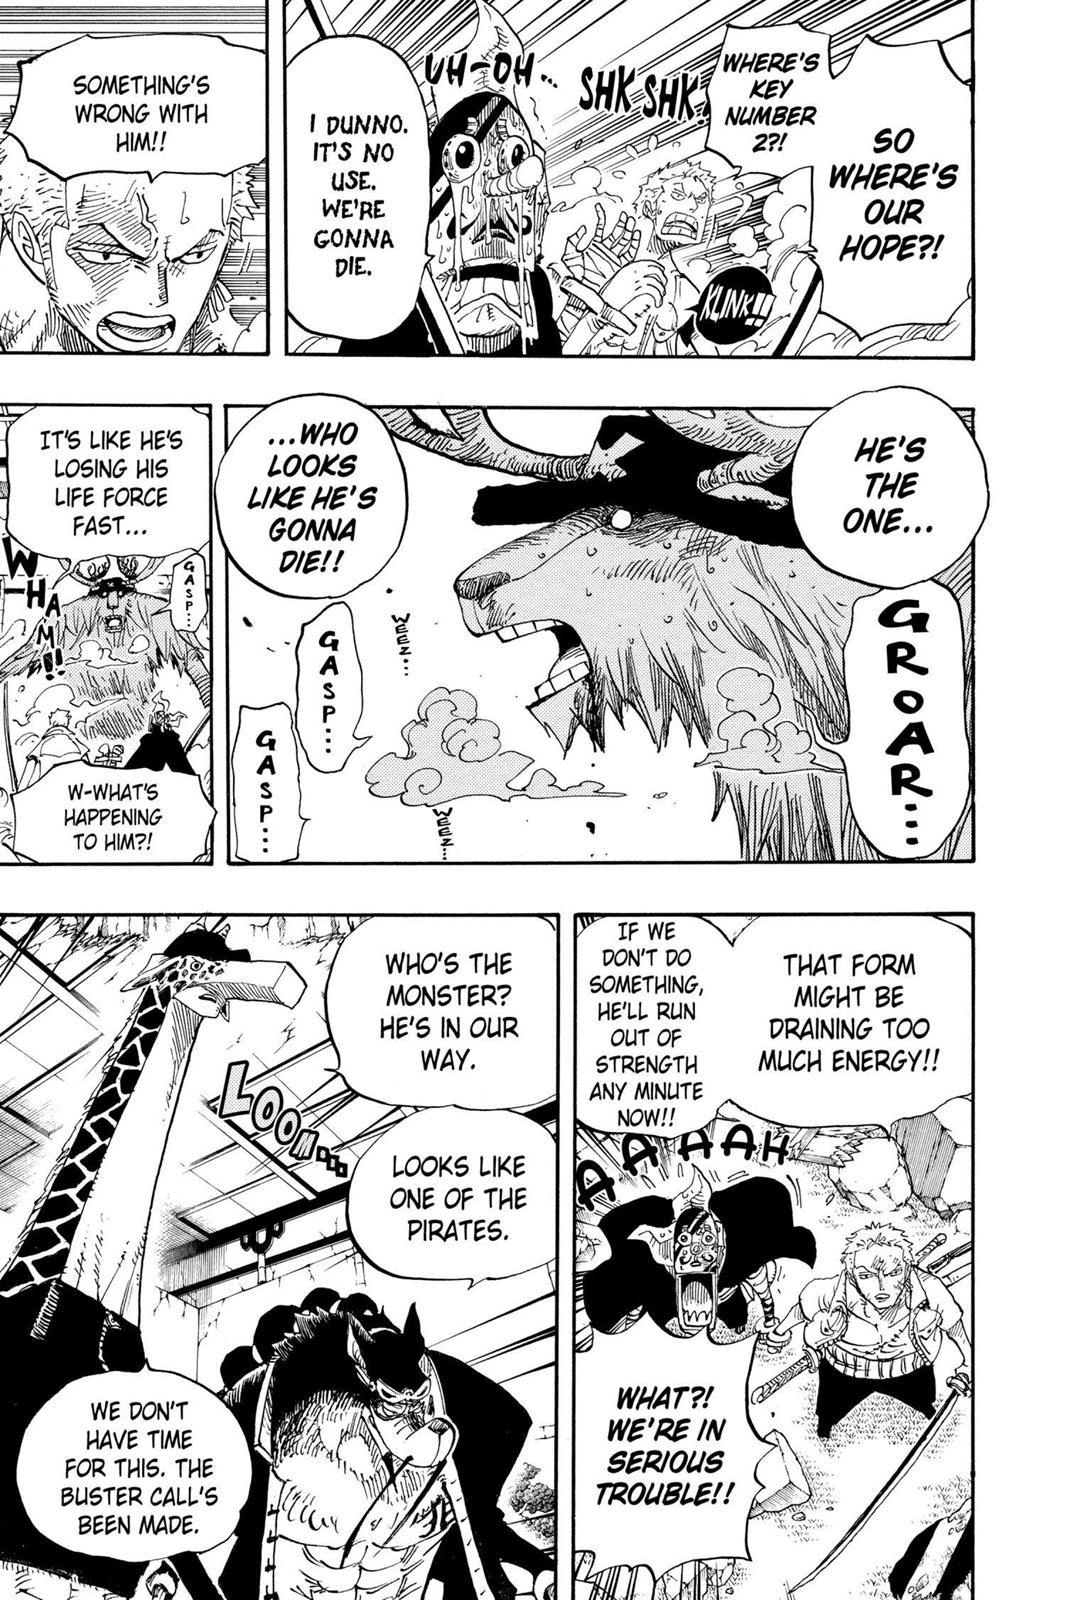 SO
WHERE'S
OUR
HOPE?!
WHERE'S
KEY
NUMBER
2?!
SHK SHK!
KLINK!!
UH-OH...
I DUNNO.
IT'S NO
USE.
WE'RE
GONNA
DIE.
SOMETHING'S
WRONG WITH
HIM!!
HE'S
THE
ONE...
GROAR...
...WHO
LOOKS
LIKE HE'S
GONNA
DIE!!
WEEZ...
GASP...
GASP...
WEEZ...
IT'S LIKE HE'S
LOSING HIS
LIFE FORCE
FAST...
GASP...
W-HAM!!
W-WHAT'S
HAPPENING
TO HIM?!
THAT FORM
MIGHT BE
DRAINING TOO
MUCH ENERGY!!
IF WE
DON'T DO
SOMETHING,
HE'LL RUN
OUT OF
STRENGTH
ANY MINUTE
NOW!!
AAAAAH
WHAT?!
WE'RE IN
SERIOUS
TROUBLE!!
WHO'S THE
MONSTER?
HE'S IN OUR
WAY.
LOOM...
LOOKS LIKE
ONE OF THE
PIRATES.
WE DON'T
HAVE TIME
FOR THIS. THE
BUSTER CALL'S
BEEN MADE.